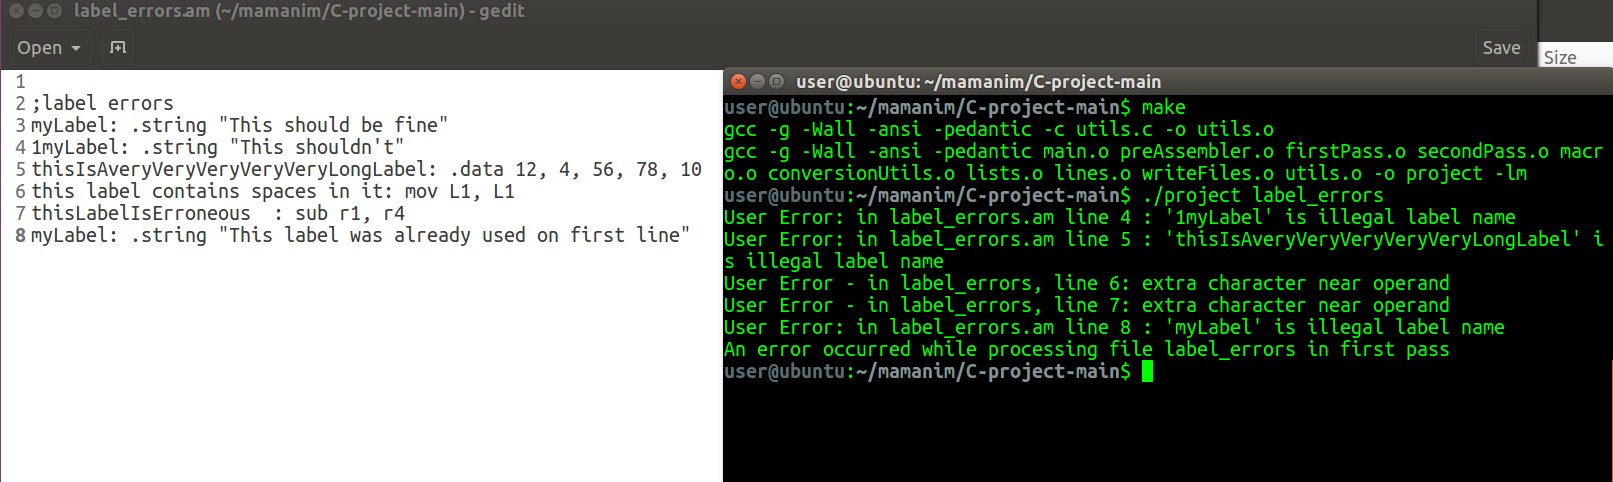 label_errors.am (~/mamanim/C-project-main) - gedit
Open
Save
Size
1
2 ;label errors
3 myLabel: .string "This should be fine"
4 1myLabel: .string "This shouldn't"
5 thisIsAveryVeryVeryVeryVeryLongLabel: .data 12, 4, 56, 78, 10
6 this label contains spaces in it: mov L1, L1
7 thisLabelIsErroneous  : sub r1, r4
8 myLabel: .string "This label was already used on first line"
user@ubuntu: ~/mamanim/C-project-main
user@ubuntu:~/mamanim/C-project-main$ make
gcc -g -Wall -ansi -pedantic -c utils.c -o utils.o
gcc -g -Wall -ansi -pedantic main.o preAssembler.o firstPass.o secondPass.o macr
o.o conversionUtils.o lists.o lines.o writeFiles.o utils.o -o project -lm
user@ubuntu:~/mamanim/C-project-main$ ./project label_errors
User Error: in label_errors.am line 4 : '1myLabel' is illegal label name
User Error: in label_errors.am line 5 : 'thisIsAveryVeryVeryVeryVeryLongLabel' i
s illegal label name
User Error - in label_errors, line 6: extra character near operand
User Error - in label_errors, line 7: extra character near operand
User Error: in label_errors.am line 8 : 'myLabel' is illegal label name
An error occurred while processing file label_errors in first pass
user@ubuntu:~/mamanim/C-project-main$